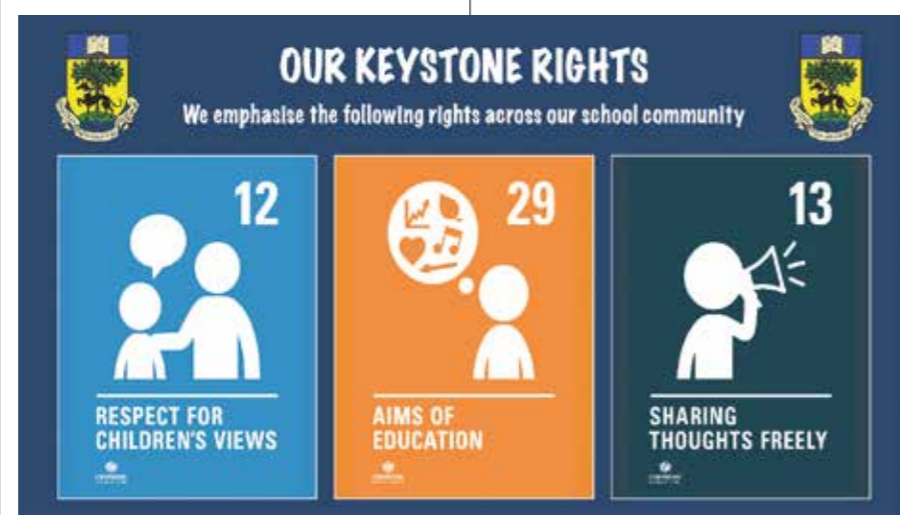 OUR KEYSTONE RIGHTS
We emphasise the following rights across our school community
12
RESPECT FOR
CHILDREN'S VIEWS
29
AIMS OF
EDUCATION
13
SHARING
THOUGHTS FREELY